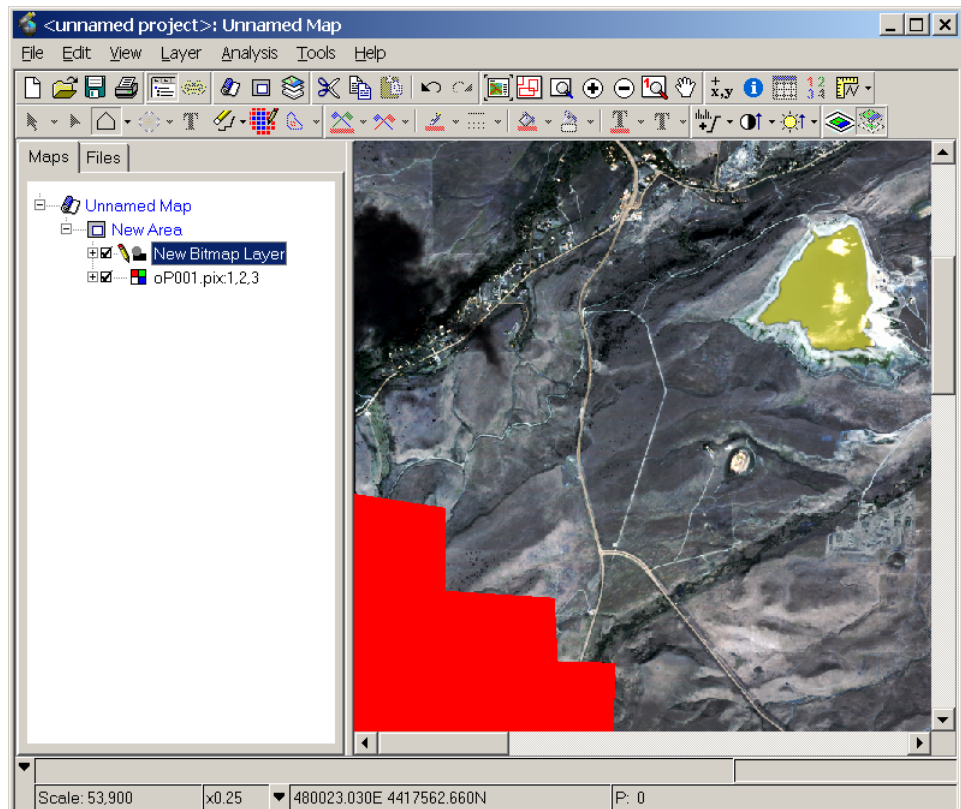 <unnamed project>: Unnamed Map
File Edit View Layer Analysis Tools Help
Maps Files
Unnamed Map
New Area
New Bitmap Layer
oP001.pix:1,2,3
Scale: 53,900 x0.25 480023.030E 4417562.660N P: 0